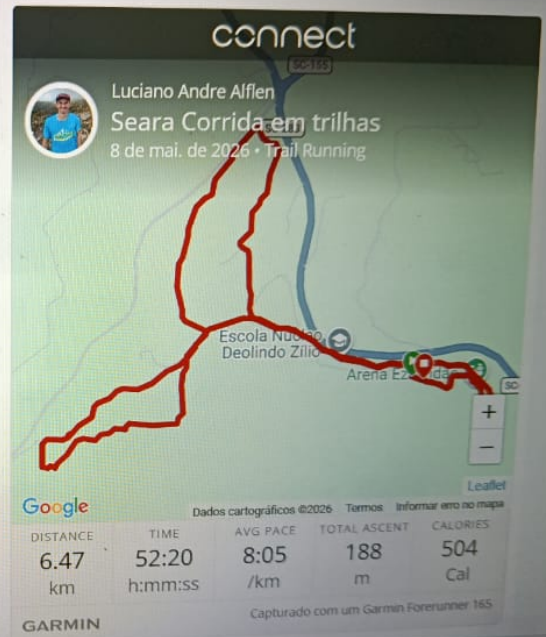 connect
SC-155
Luciano Andre Alflen
Seara Corrida em trilhas
8 de mai. de 2026 • Trail Running
Escola Núcleo
Deolindo Zílio
Arena
SC-
+
−
Leaflet
Google
Dados cartográficos ©2026 Termos Informar erro no mapa
DISTANCE
6.47
km
TIME
52:20
h:mm:ss
AVG PACE
8:05
/km
TOTAL ASCENT
188
m
CALORIES
504
Cal
GARMIN
Capturado com um Garmin Forerunner 165